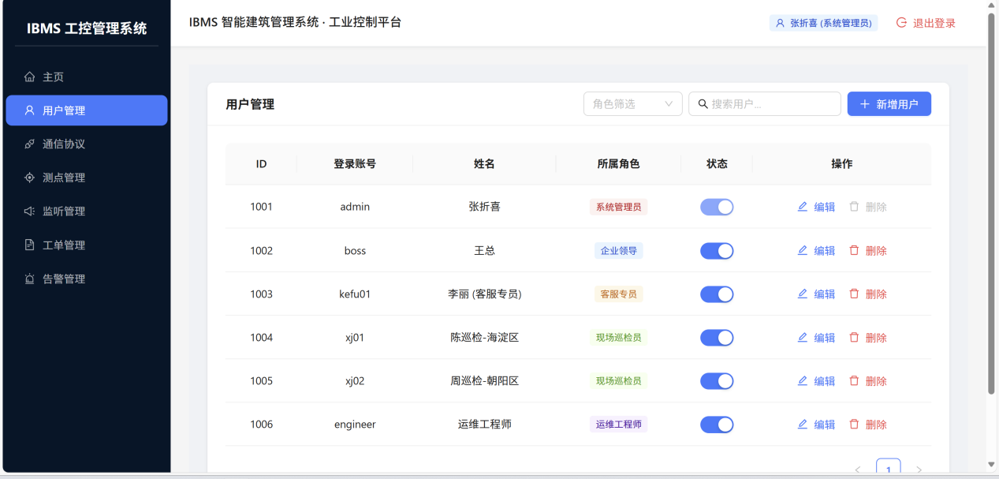 IBMS 工控管理系统
IBMS 智能建筑管理系统 · 工业控制平台
张折喜 (系统管理员)
退出登录
主页
用户管理
通信协议
测点管理
监听管理
工单管理
告警管理
用户管理
角色筛选
搜索用户...
新增用户
ID 登录账号 姓名 所属角色 状态 操作
1001 admin 张折喜 系统管理员 编辑 删除
1002 boss 王总 企业领导 编辑 删除
1003 kefu01 李丽 (客服专员) 客服专员 编辑 删除
1004 xj01 陈巡检-海淀区 现场巡检员 编辑 删除
1005 xj02 周巡检-朝阳区 现场巡检员 编辑 删除
1006 engineer 运维工程师 运维工程师 编辑 删除
1